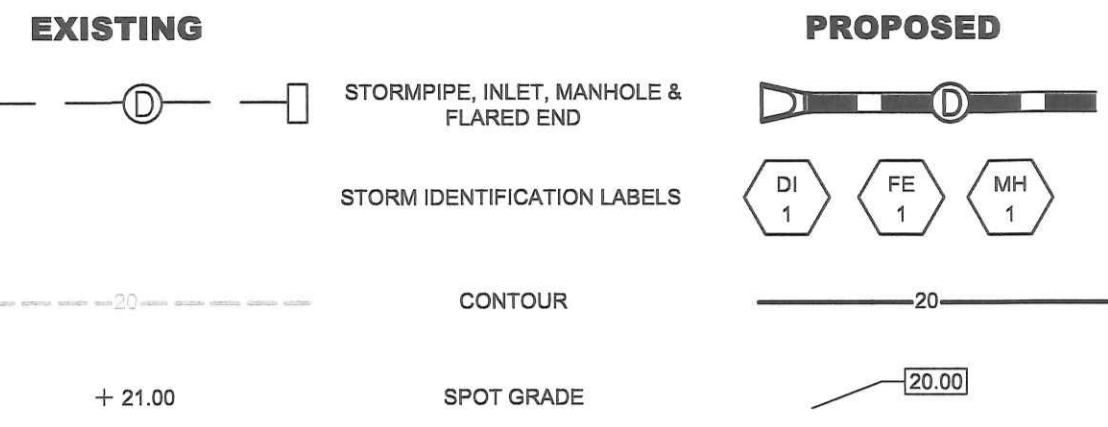 EXISTING
PROPOSED
D
STORMPIPE, INLET, MANHOLE &
FLARED END
D
STORM IDENTIFICATION LABELS
DI
1
FE
1
MH
1
20
CONTOUR
20
+ 21.00
SPOT GRADE
20.00